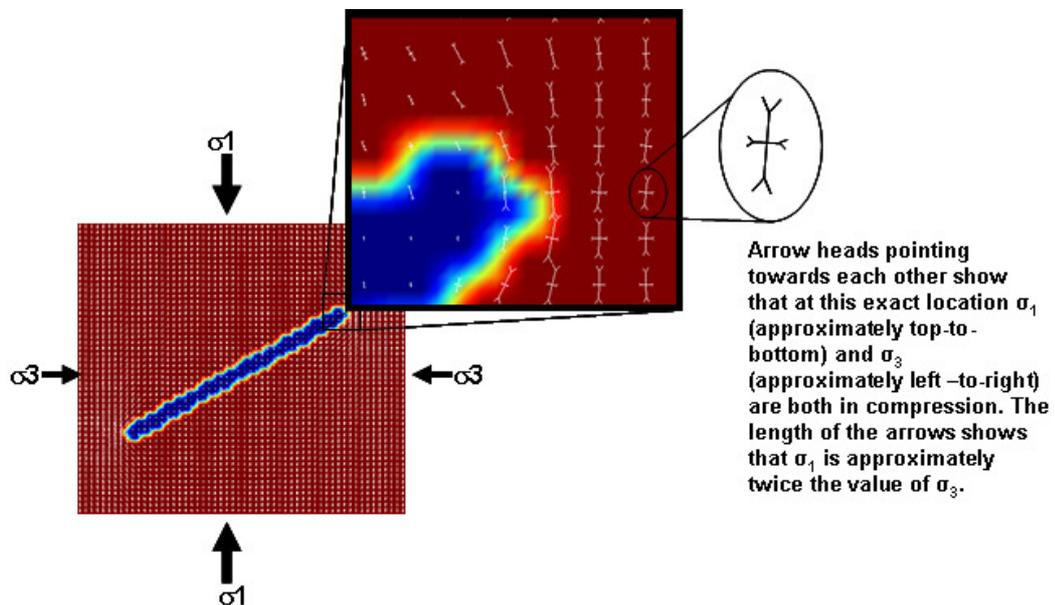 σ1
σ3
σ3
σ1
Arrow heads pointing
towards each other show
that at this exact location σ₁
(approximately top-to-
bottom) and σ₃
(approximately left –to-right)
are both in compression. The
length of the arrows shows
that σ₁ is approximately
twice the value of σ₃.